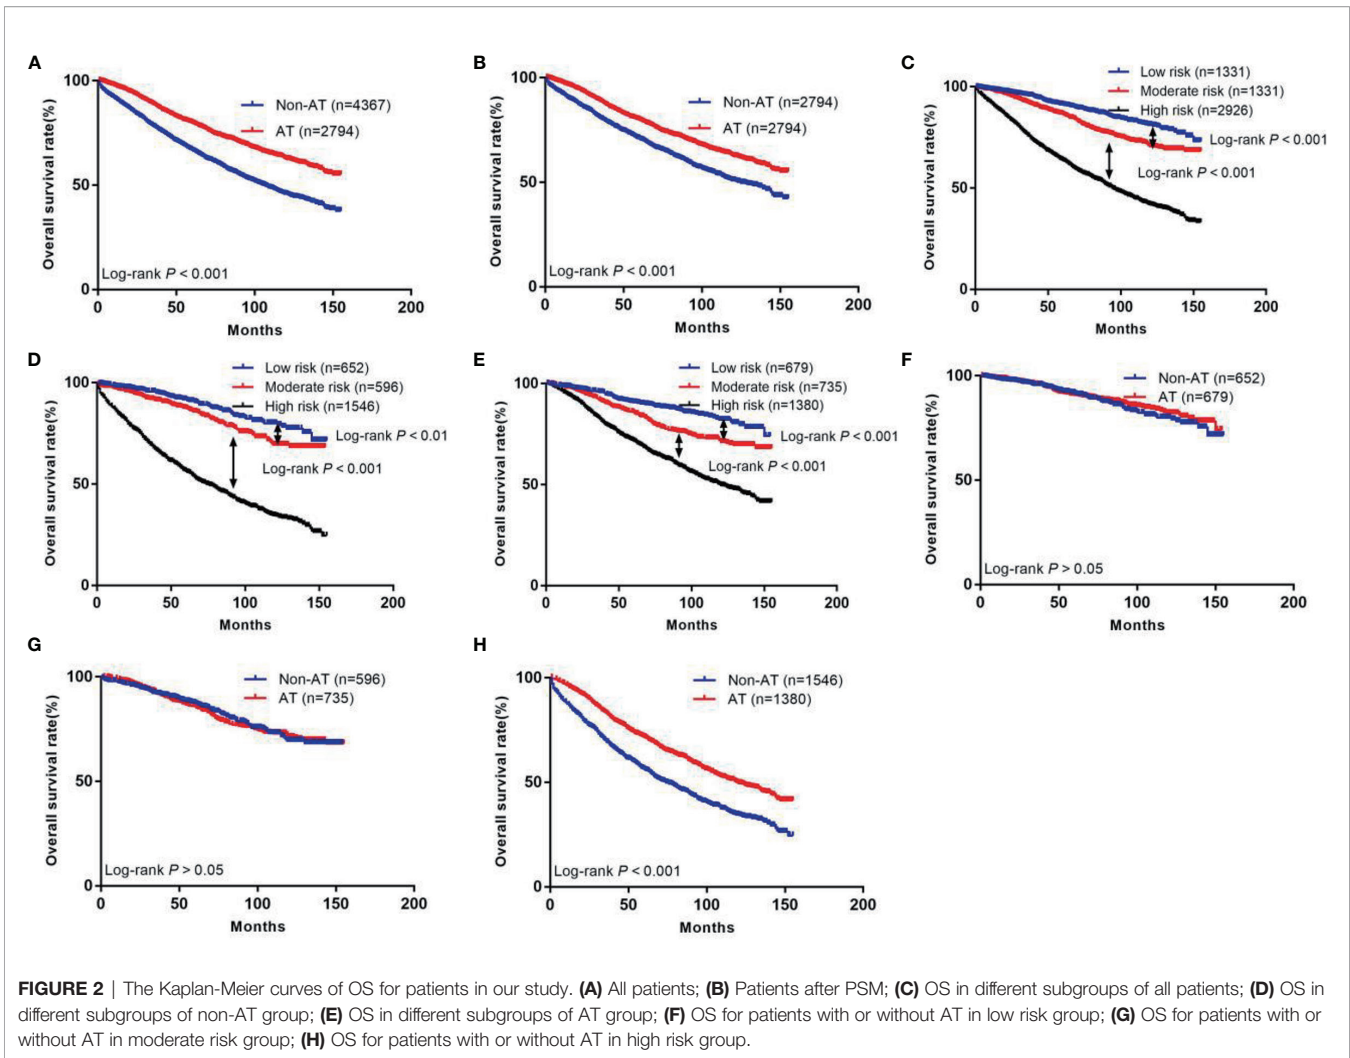 A
Overall survival rate(%)
100
50
0
Non-AT (n=4367)
AT (n=2794)
Log-rank P < 0.001
0 50 100 150 200
Months
B
Overall survival rate(%)
100
50
0
Non-AT (n=2794)
AT (n=2794)
Log-rank P < 0.001
0 50 100 150 200
Months
C
Overall survival rate(%)
100
50
0
Low risk (n=1331)
Moderate risk (n=1331)
High risk (n=2926)
Log-rank P < 0.001
Log-rank P < 0.001
0 50 100 150 200
Months
D
Overall survival rate(%)
100
50
0
Low risk (n=652)
Moderate risk (n=596)
High risk (n=1546)
Log-rank P < 0.01
Log-rank P < 0.001
0 50 100 150 200
Months
E
Overall survival rate(%)
100
50
0
Low risk (n=679)
Moderate risk (n=735)
High risk (n=1380)
Log-rank P < 0.001
Log-rank P < 0.001
0 50 100 150 200
Months
F
Overall survival rate(%)
100
50
0
Non-AT (n=652)
AT (n=679)
Log-rank P > 0.05
0 50 100 150 200
Months
G
Overall survival rate(%)
100
50
0
Non-AT (n=596)
AT (n=735)
Log-rank P > 0.05
0 50 100 150 200
Months
H
Overall survival rate(%)
100
50
0
Non-AT (n=1546)
AT (n=1380)
Log-rank P < 0.001
0 50 100 150 200
Months
FIGURE 2 | The Kaplan-Meier curves of OS for patients in our study. (A) All patients; (B) Patients after PSM; (C) OS in different subgroups of all patients; (D) OS in
different subgroups of non-AT group; (E) OS in different subgroups of AT group; (F) OS for patients with or without AT in low risk group; (G) OS for patients with or
without AT in moderate risk group; (H) OS for patients with or without AT in high risk group.